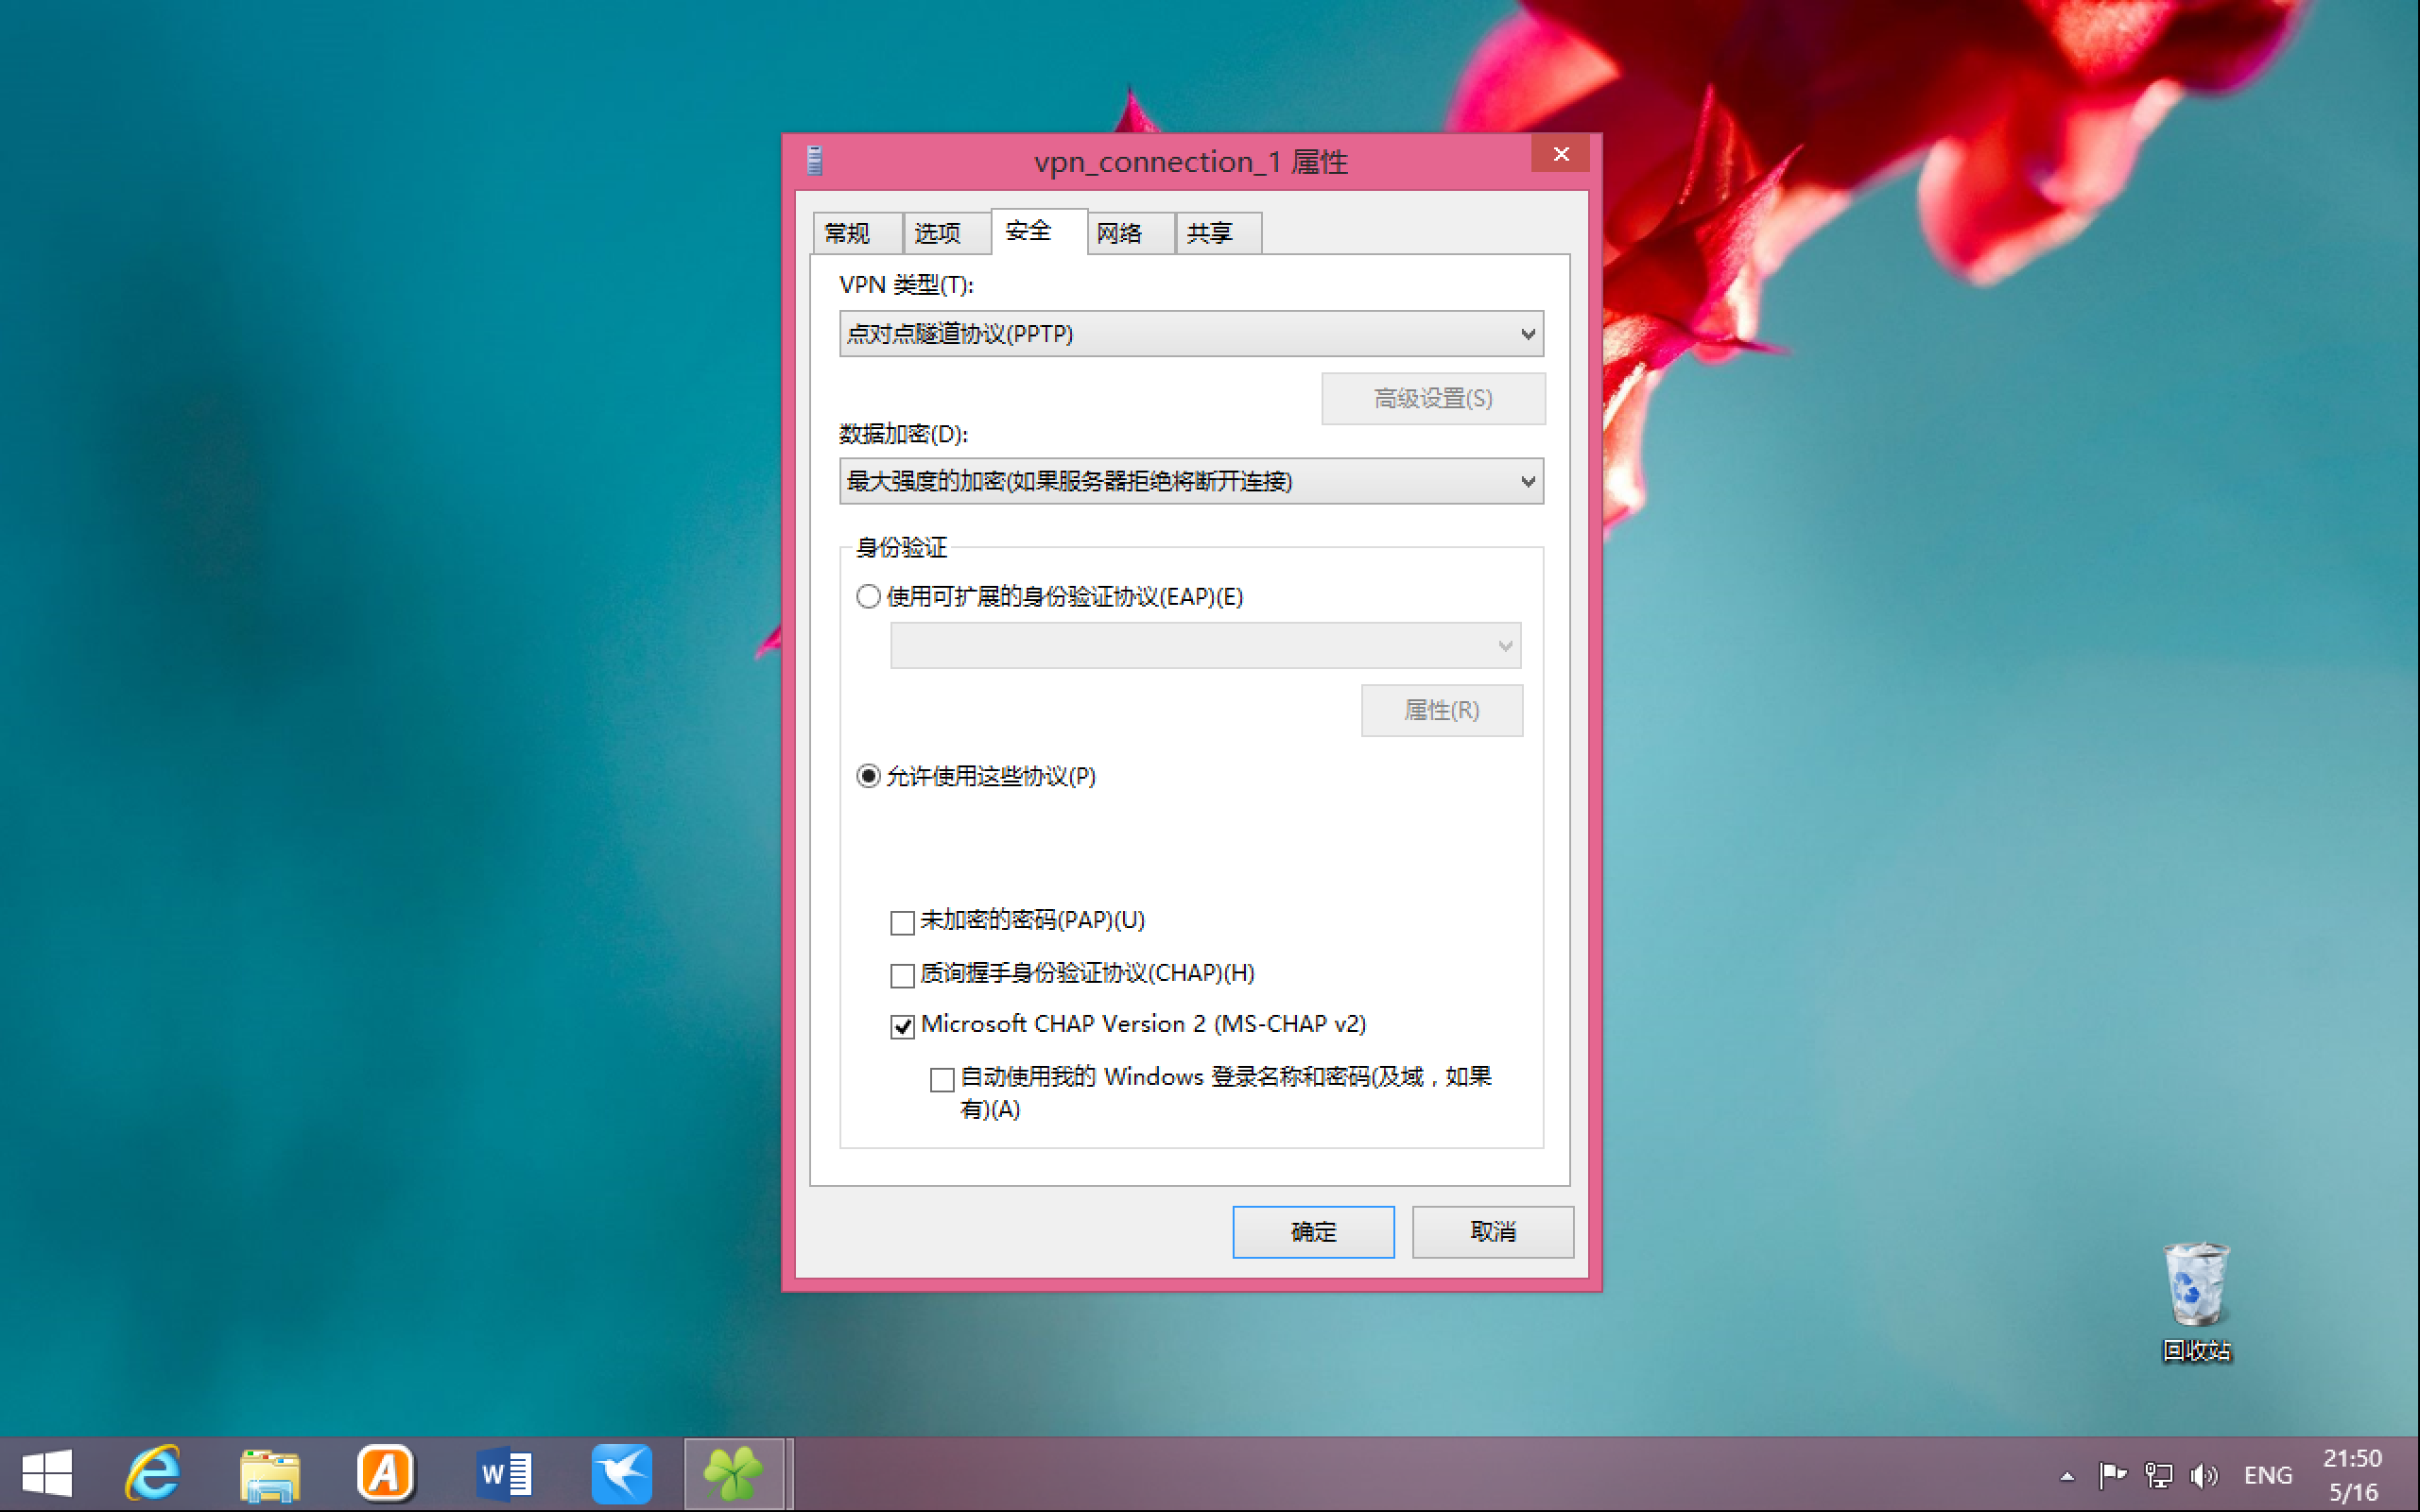 vpn_connection_1 属性
常规 选项 安全 网络 共享
VPN 类型(T):
点对点隧道协议(PPTP)
高级设置(S)
数据加密(D):
最大强度的加密(如果服务器拒绝将断开连接)
身份验证
使用可扩展的身份验证协议(EAP)(E)
属性(R)
允许使用这些协议(P)
未加密的密码(PAP)(U)
质询握手身份验证协议(CHAP)(H)
Microsoft CHAP Version 2 (MS-CHAP v2)
自动使用我的 Windows 登录名称和密码(及域，如果
有)(A)
确定 取消
回收站
W
A
ENG
21:50
5/16